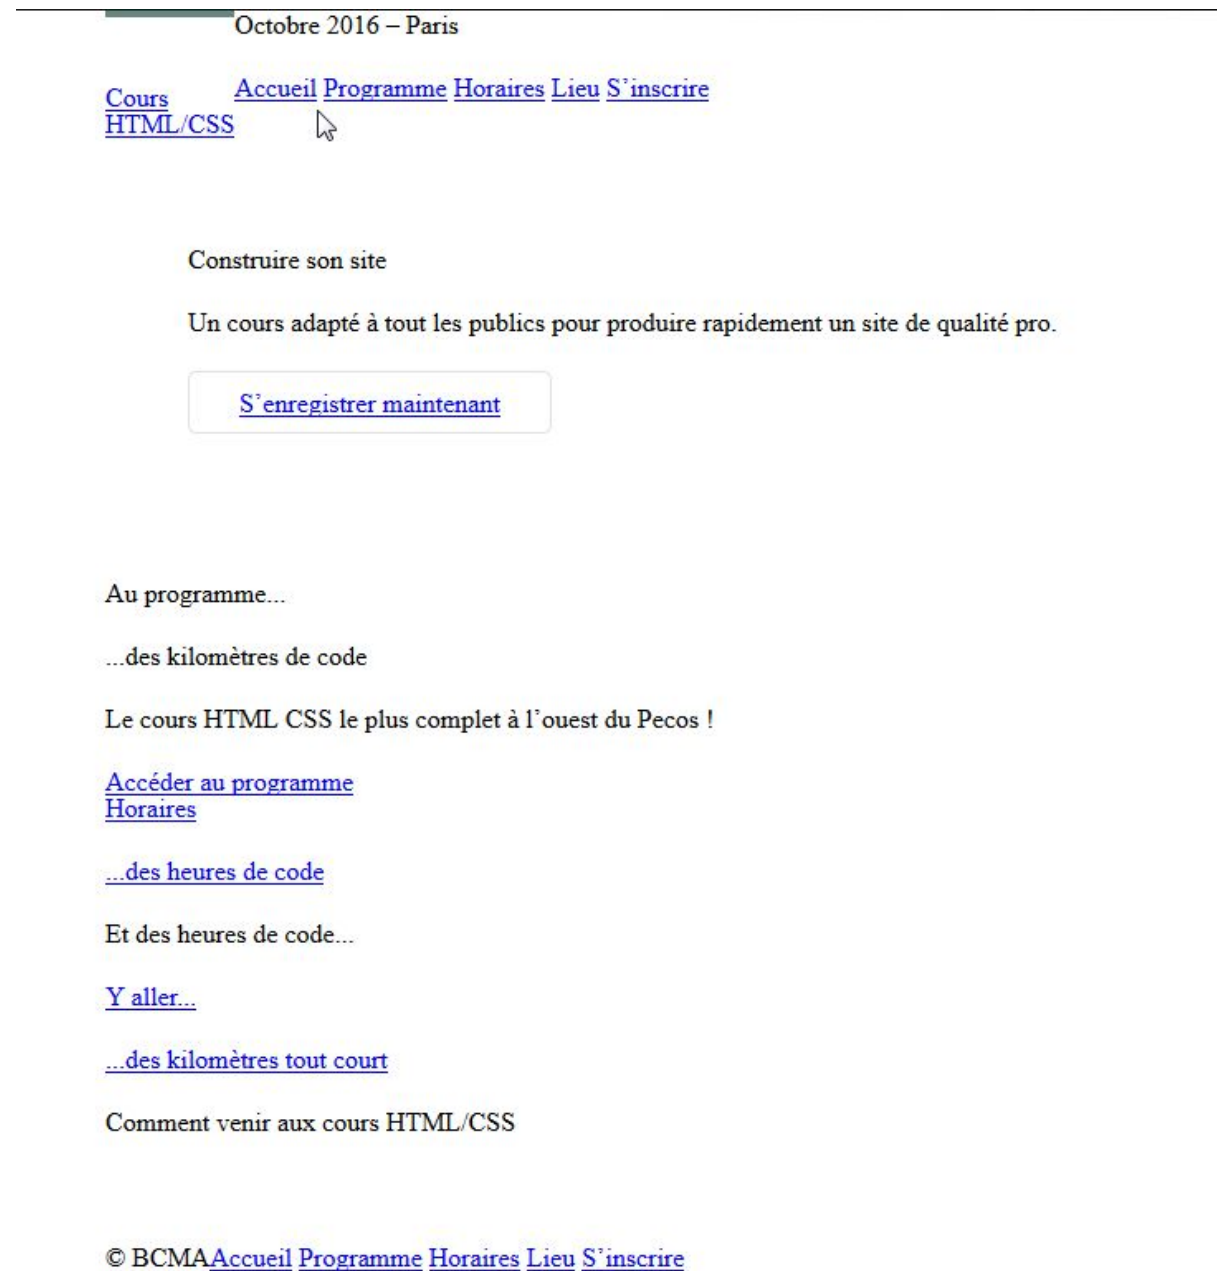 Octobre 2016 – Paris
Accueil Programme Horaires Lieu S'inscrire
Cours
HTML/CSS
Construire son site
Un cours adapté à tout les publics pour produire rapidement un site de qualité pro.
S'enregistrer maintenant
Au programme...
...des kilomètres de code
Le cours HTML CSS le plus complet à l'ouest du Pecos !
Accéder au programme
Horaires
...des heures de code
Et des heures de code...
Y aller...
...des kilomètres tout court
Comment venir aux cours HTML/CSS
© BCMAAccueil Programme Horaires Lieu S'inscrire